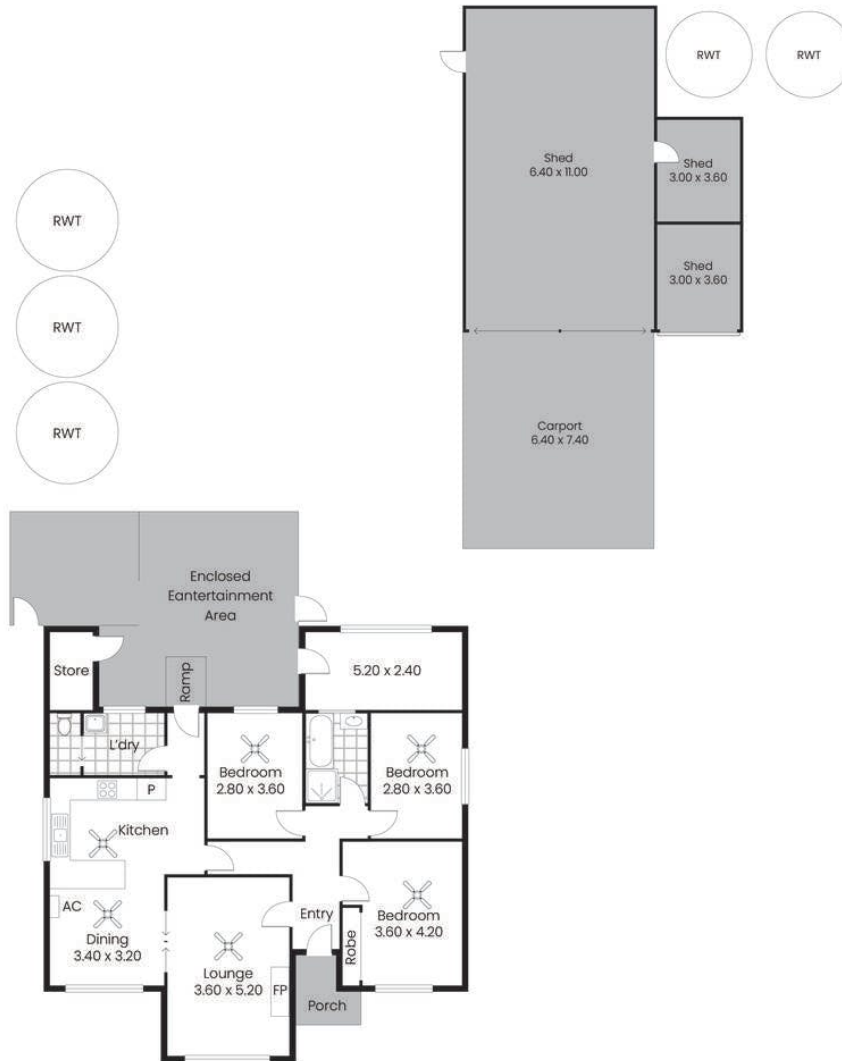 RWT
RWT
Shed
6.40 x 11.00
Shed
3.00 x 3.60
RWT
Shed
3.00 x 3.60
RWT
RWT
Carport
6.40 x 7.40
Enclosed
Eantertainment
Area
Store
Ramp
5.20 x 2.40
L'dry
Bedroom
2.80 x 3.60
Bedroom
2.80 x 3.60
P
Kitchen
AC
Dining
3.40 x 3.20
Entry
Bedroom
3.60 x 4.20
Robe
Lounge
3.60 x 5.20
FP
Porch